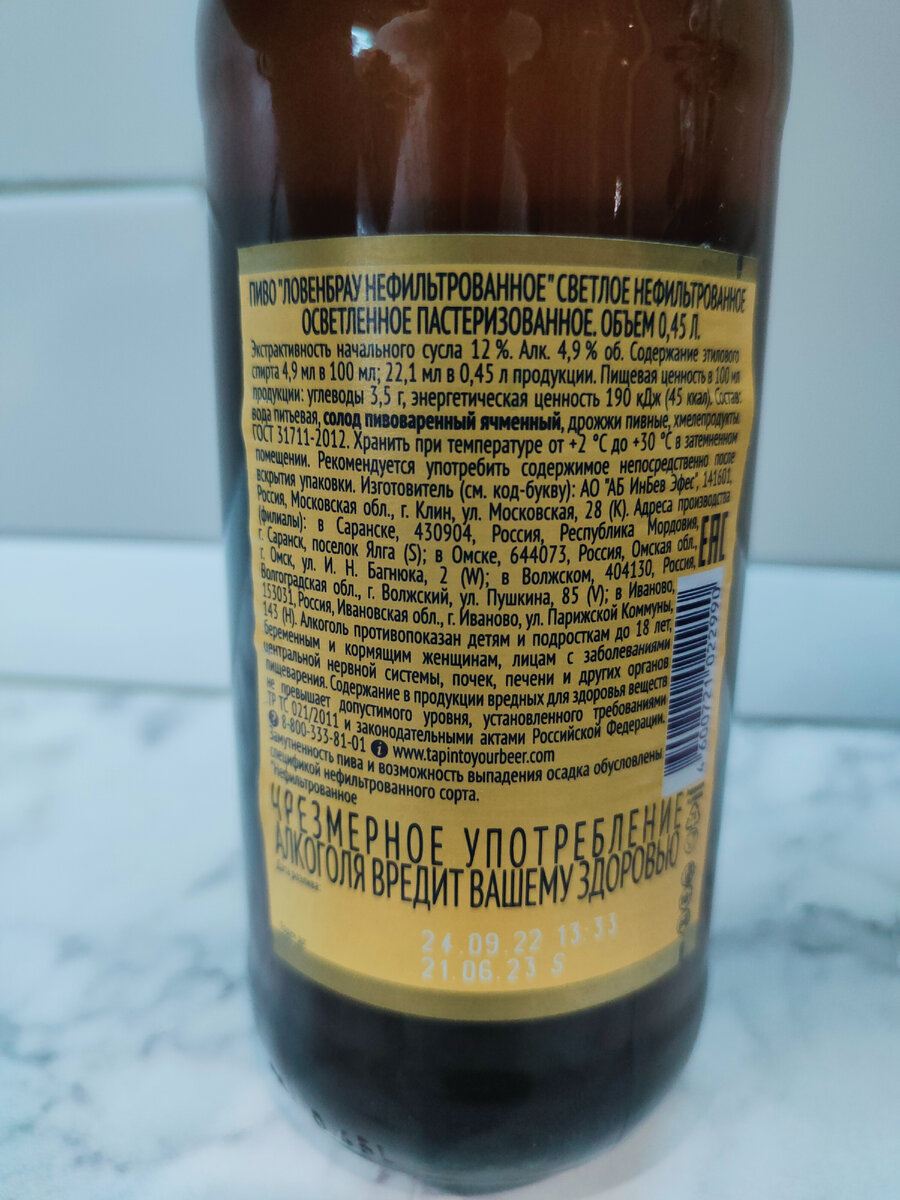 ПИВО "ЛОВЕНБРАУ НЕФИЛЬТРОВАННОЕ" СВЕТЛОЕ НЕФИЛЬТРОВАННОЕ
ОСВЕТЛЕННОЕ ПАСТЕРИЗОВАННОЕ. ОБЪЕМ 0,45 Л.
Экстрактивность начального сусла 12 %. Алк. 4,9 % об. Содержание этилового
спирта 4,9 мл в 100 мл; 22,1 мл в 0,45 л продукции. Пищевая ценность в 100 мл
продукции: углеводы 3,5 г, энергетическая ценность 190 кДж (45 ккал). Состав:
вода питьевая, солод пивоваренный ячменный, дрожжи пивные, хмелепродукты.
ГОСТ 31711-2012. Хранить при температуре от +2 °С до +30 °С в затемненном
помещении. Рекомендуется употребить содержимое непосредственно после
вскрытия упаковки. Изготовитель (см. код-букву): АО "АБ ИнБев Эфес", 141601,
Россия, Московская обл., г. Клин, ул. Московская, 28 (К). Адреса производства
(филиалы): в Саранске, 430904, Россия, Республика Мордовия,
г. Саранск, поселок Ялга (S); в Омске, 644073, Россия, Омская обл.,
г. Омск, ул. И. Н. Багнюка, 2 (W); в Волжском, 404130, Россия,
Волгоградская обл., г. Волжский, ул. Пушкина, 85 (V); в Иваново,
153031, Россия, Ивановская обл., г. Иваново, ул. Парижской Коммуны,
143 (Н). Алкоголь противопоказан детям и подросткам до 18 лет,
беременным и кормящим женщинам, лицам с заболеваниями
центральной нервной системы, почек, печени и других органов
пищеварения. Содержание в продукции вредных для здоровья веществ
не превышает допустимого уровня, установленного требованиями
ТР ТС 021/2011 и законодательными актами Российской Федерации.
8-800-333-81-01 i www.tapintoyourbeer.com
Замутненность пива и возможность выпадения осадка обусловлены
спецификой нефильтрованного сорта.
"Нефильтрованное
EAC
4 607210 022990
ЧРЕЗМЕРНОЕ УПОТРЕБЛЕНИЕ
АЛКОГОЛЯ ВРЕДИТ ВАШЕМУ ЗДОРОВЬЮ
Дата розлива:
24.09.22 13:33
21.06.23 S